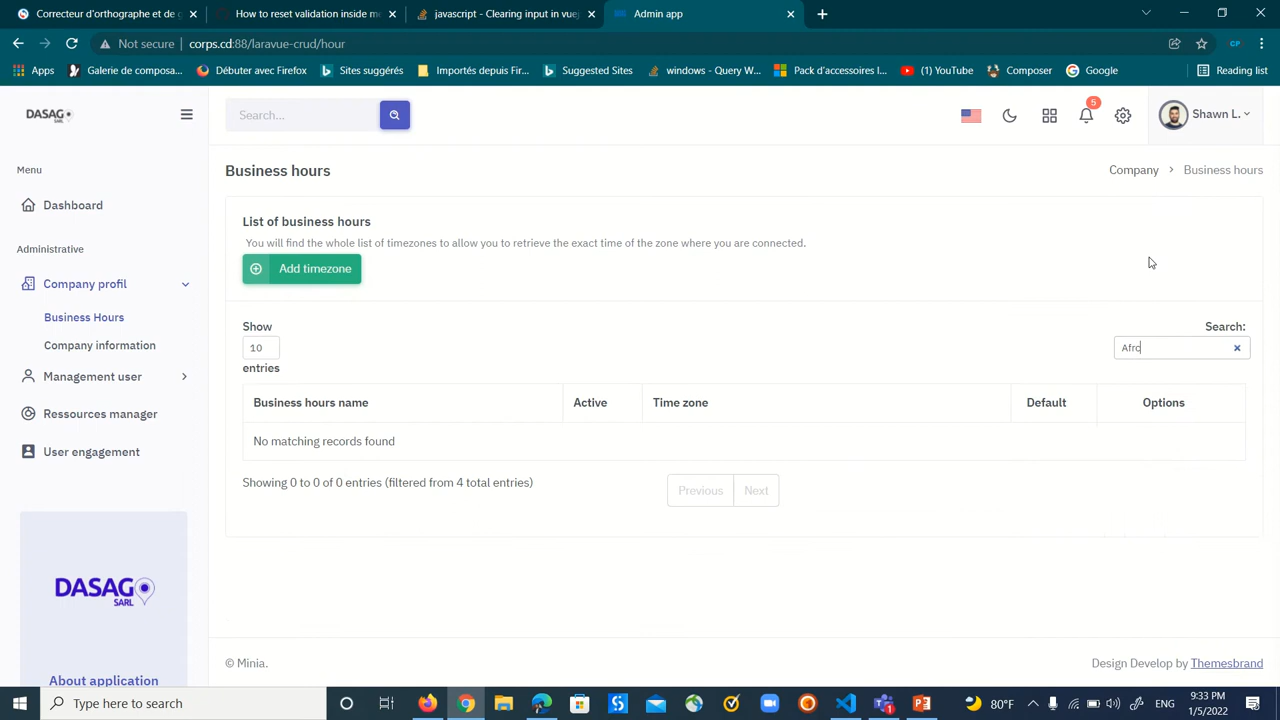 Correcteur d'orthographe et de g
How to reset validation inside mo
javascript - Clearing input in vuej
Admin app
Not secure
corps.cd:88/laravue-crud/hour
Apps
Galerie de composa...
Débuter avec Firefox
Sites suggérés
Importés depuis Fir...
Suggested Sites
windows - Query W...
Pack d'accessoires l...
(1) YouTube
Composer
Google
Reading list
DASAG
SARL
Search...
5
Shawn L.
Menu
Dashboard
Administrative
Company profil
Business Hours
Company information
Management user
Ressources manager
User engagement
DASAG
SARL
About application
Business hours
Company > Business hours
List of business hours
You will find the whole list of timezones to allow you to retrieve the exact time of the zone where you are connected.
Add timezone
Show
10
entries
Search:
Afrc
Business hours name
Active
Time zone
Default
Options
No matching records found
Showing 0 to 0 of 0 entries (filtered from 4 total entries)
Previous
Next
© Minia.
Design Develop by Themesbrand
Type here to search
80°F
ENG
9:33 PM
1/5/2022